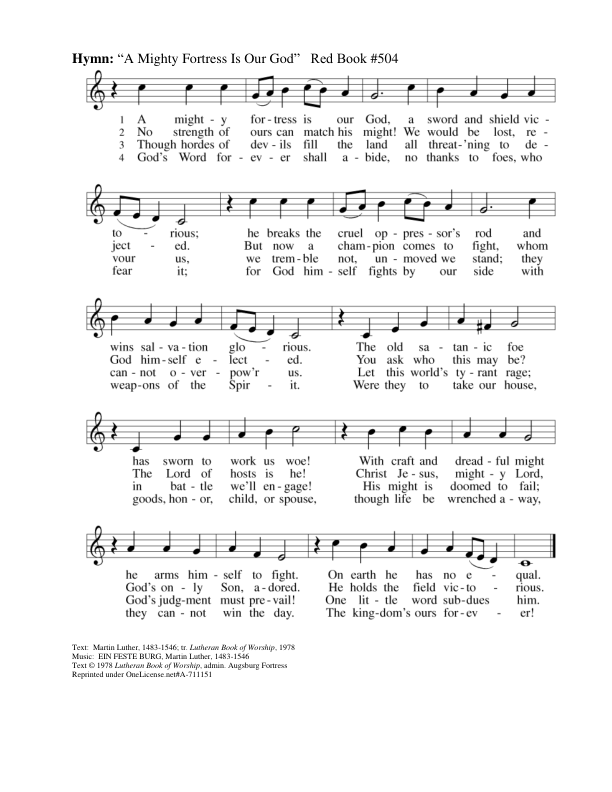 Hymn: “A Mighty Fortress Is Our God” Red Book #504
1 A might - y for - tress is our God, a sword and shield vic -
2 No strength of ours can match his might! We would be lost, re -
3 Though hordes of dev - ils fill the land all threat-'ning to de -
4 God's Word for - ev - er shall a - bide, no thanks to foes, who
to - rious; he breaks the cruel op - pres - sor's rod and
ject - ed. But now a cham - pion comes to fight, whom
vour us, we trem - ble not, un - moved we stand; they
fear it; for God him - self fights by our side with
wins sal - va - tion glo - rious. The old sa - tan - ic foe
God him - self e - lect - ed. You ask who this may be?
can - not o - ver - pow'r us. Let this world's ty - rant rage;
weap-ons of the Spir - it. Were they to take our house,
has sworn to work us woe! With craft and dread - ful might
The Lord of hosts is he! Christ Je - sus, might - y Lord,
in bat - tle we'll en - gage! His might is doomed to fail;
goods, hon - or, child, or spouse, though life be wrenched a - way,
he arms him - self to fight. On earth he has no e - qual.
God's on - ly Son, a - dored. He holds the field vic - to - rious.
God's judg - ment must pre - vail! One lit - tle word sub - dues him.
they can - not win the day. The king-dom's ours for - ev - er!
Text: Martin Luther, 1483-1546; tr. Lutheran Book of Worship, 1978
Music: EIN FESTE BURG, Martin Luther, 1483-1546
Text © 1978 Lutheran Book of Worship, admin. Augsburg Fortress
Reprinted under OneLicense.net#A-711151